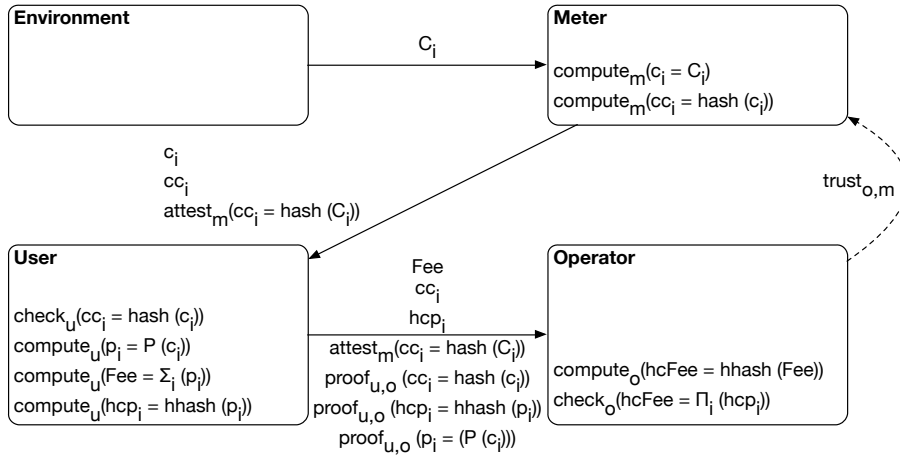 Environment
C_i
Meter
compute_m(c_i = C_i)
compute_m(cc_i = hash (c_i))
c_i
cc_i
attest_m(cc_i = hash (C_i))
trust_o,m
User
check_u(cc_i = hash (c_i))
compute_u(p_i = P (c_i))
compute_u(Fee = Σ_i (p_i))
compute_u(hcp_i = hhash (p_i))
Fee
cc_i
hcp_i
attest_m(cc_i = hash (C_i))
proof_u,o (cc_i = hash (c_i))
proof_u,o (hcp_i = hhash (p_i))
proof_u,o (p_i = (P (c_i)))
Operator
compute_o(hcFee = hhash (Fee))
check_o(hcFee = Π_i (hcp_i))